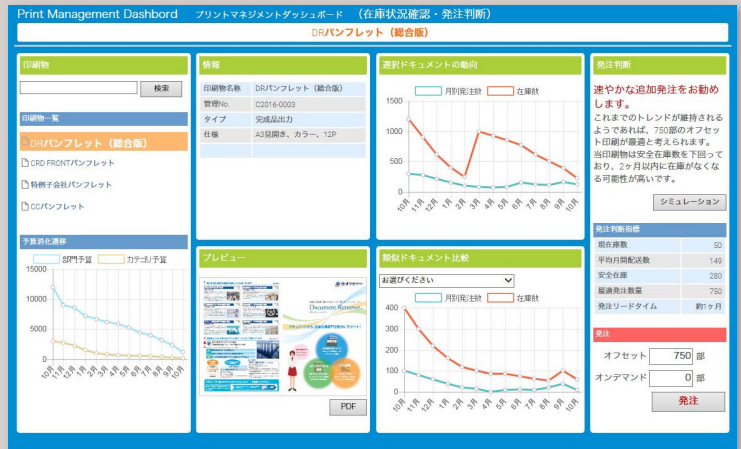 Print Management Dashbord プリントマネジメントダッシュボード (在庫状況確認・発注判断)
DRパンフレット (総合版)
印刷物
検索
印刷物一覧
DRパンフレット (総合版)
CRD FRONTパンフレット
特例子会社パンフレット
CCパンフレット
予算消化遷移
部門予算 カテゴリ予算
15000
10000
5000
0
10月 11月 12月 1月 2月 3月 4月 5月 6月 7月 8月 9月 10月
情報
印刷物名称 DRパンフレット (総合版)
管理No. C2016-0003
タイプ 完成品出力
仕様 A3見開き、カラー、12P
プレビュー
Document Reviewer
PDF
選択ドキュメントの動向
月別発注数 在庫数
1500
1000
500
0
10月 11月 12月 1月 2月 3月 4月 5月 6月 7月 8月 9月 10月
類似ドキュメント比較
お選びください
月別発注数 在庫数
400
300
200
100
0
10月 11月 12月 1月 2月 3月 4月 5月 6月 7月 8月 9月 10月
発注判断
速やかな追加発注をお勧め
します。
これまでのトレンドが維持される
ようであれば、750部のオフセッ
ト印刷が最適と考えられます。
当印刷物は安全在庫数を下回って
おり、2ヶ月以内に在庫がなくな
る可能性が高いです。
シミュレーション
発注判断指標
現在庫数 50
平均月間配送数 149
安全在庫 280
最適発注数量 750
発注リードタイム 約1ヶ月
発注
オフセット 750 部
オンデマンド 0 部
発注